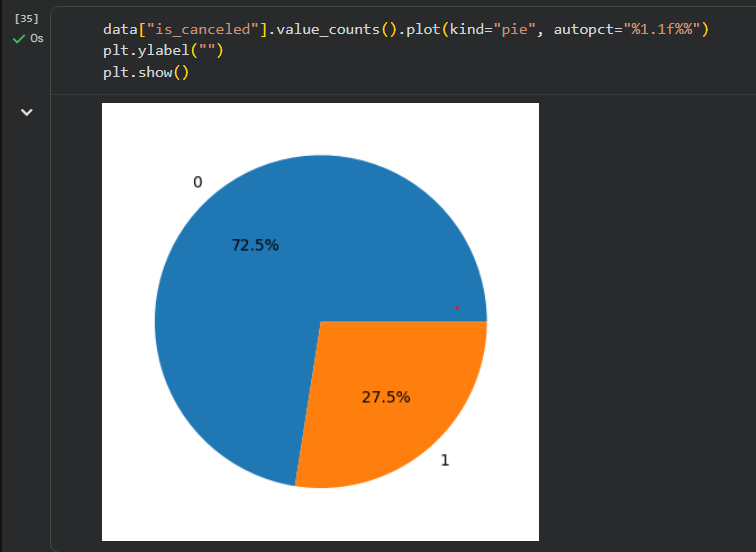 [35]
0s
data["is_canceled"].value_counts().plot(kind="pie", autopct="%1.1f%%")
plt.ylabel("")
plt.show()
0
72.5%
27.5%
1